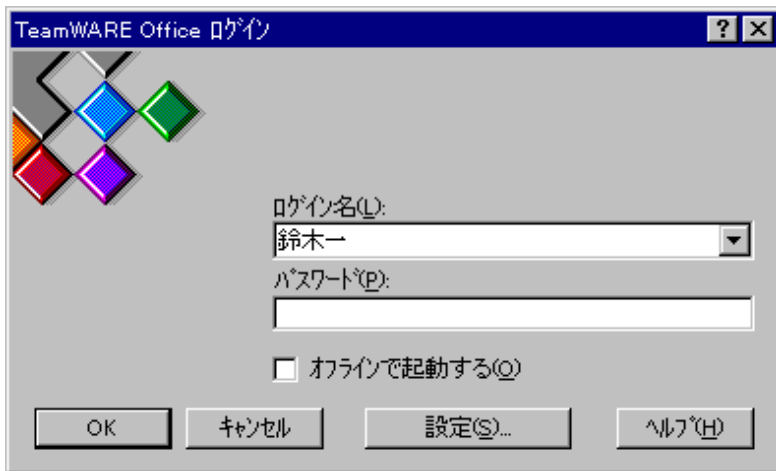 TeamWARE Office ログイン
ログイン名(L):
鈴木一
パスワード(P):
オフラインで起動する(O)
OK キャンセル 設定(S)... ヘルプ(H)